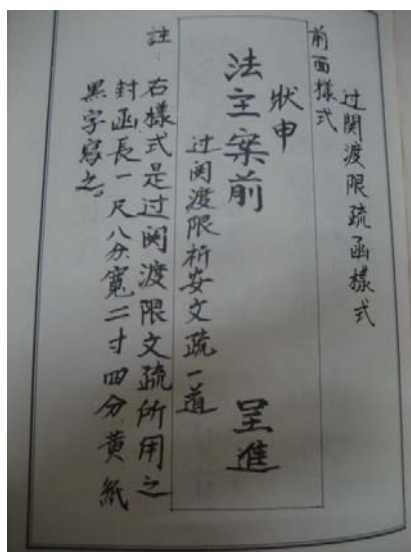 过関渡限疏函樣式
前面樣式
狀申
法主案前 呈進
过関渡限祈安文疏一道
註 右樣式是过関渡限文疏所用之
封函長一尺八分寬二寸四分黄紙
黑字寫之。